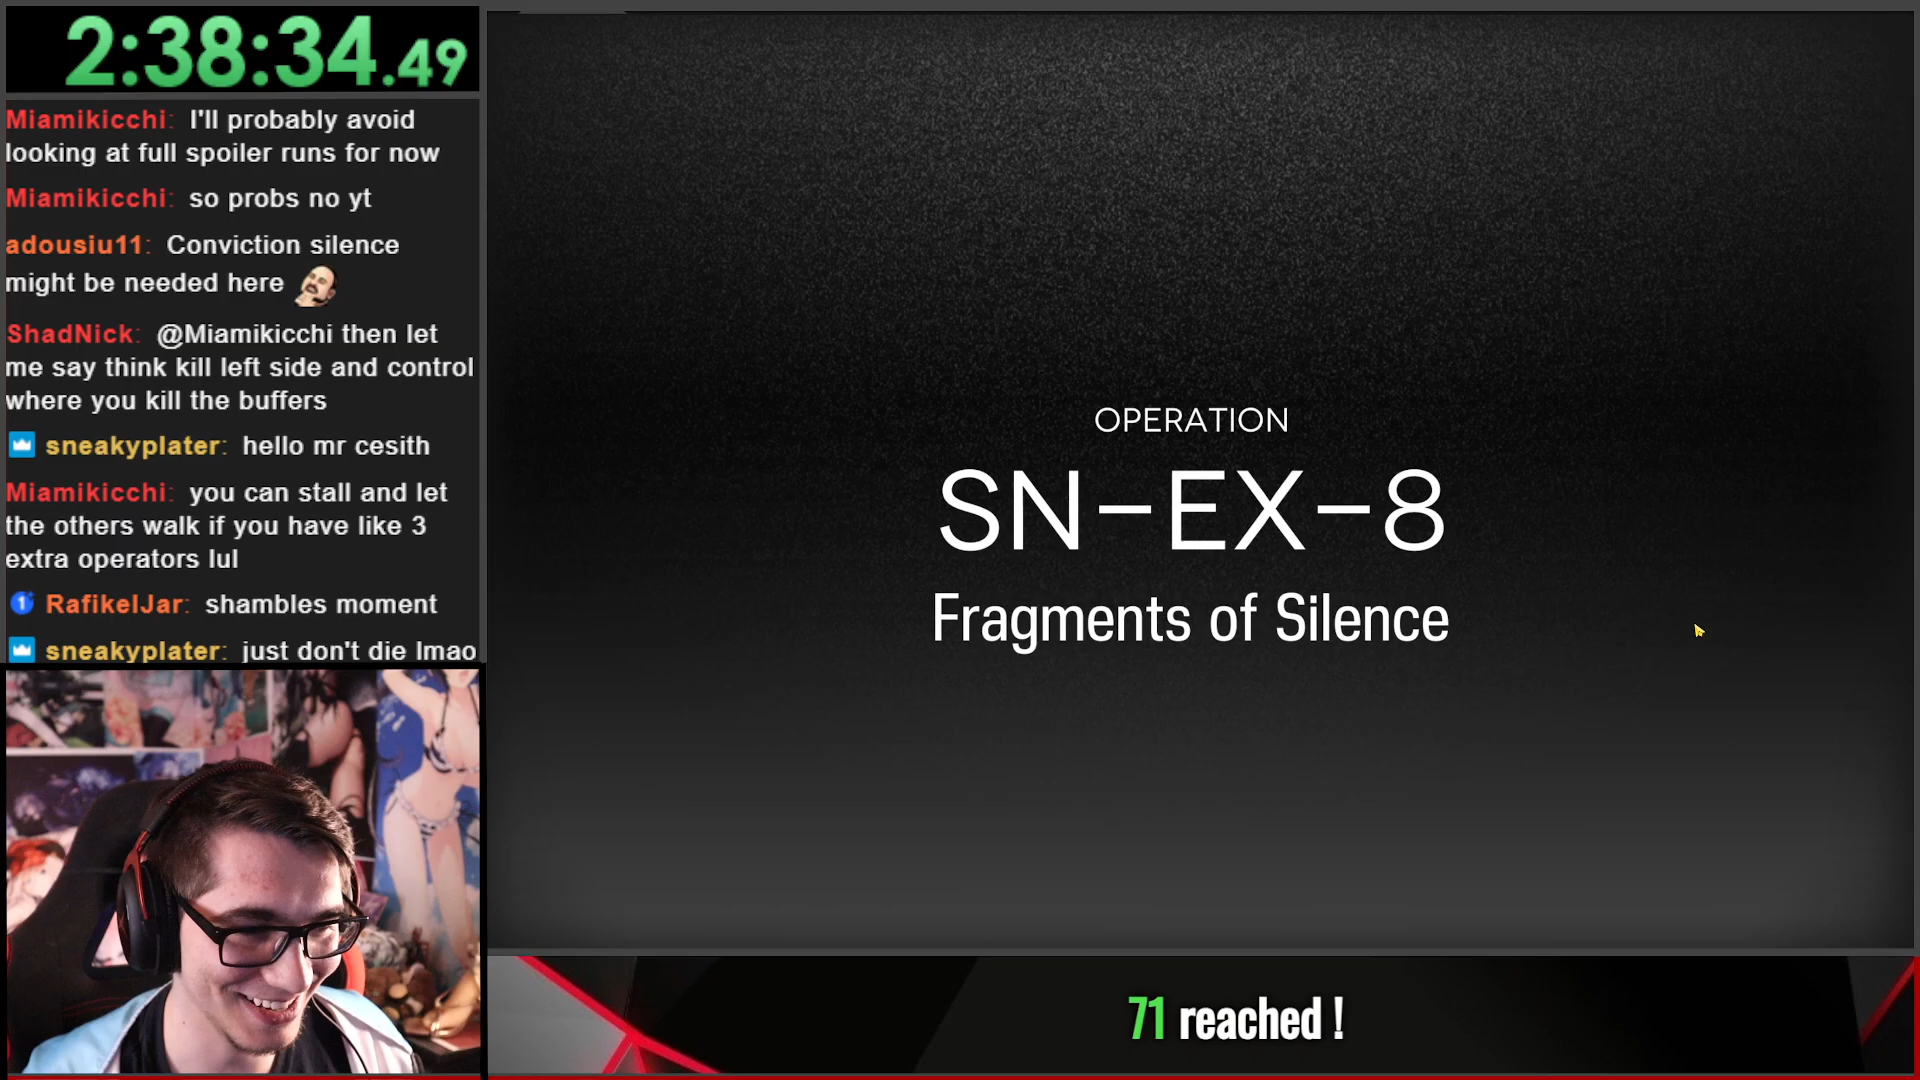 2:38:34.49
Miamikicchi: I'll probably avoid
looking at full spoiler runs for now
Miamikicchi: so probs no yt
adousiu11: Conviction silence
might be needed here
ShadNick: @Miamikicchi then let
me say think kill left side and control
where you kill the buffers
sneakyplater: hello mr cesith
Miamikicchi: you can stall and let
the others walk if you have like 3
extra operators lul
1 RafikelJar: shambles moment
sneakyplater: just don't die lmao
OPERATION
SN-EX-8
Fragments of Silence
71 reached !